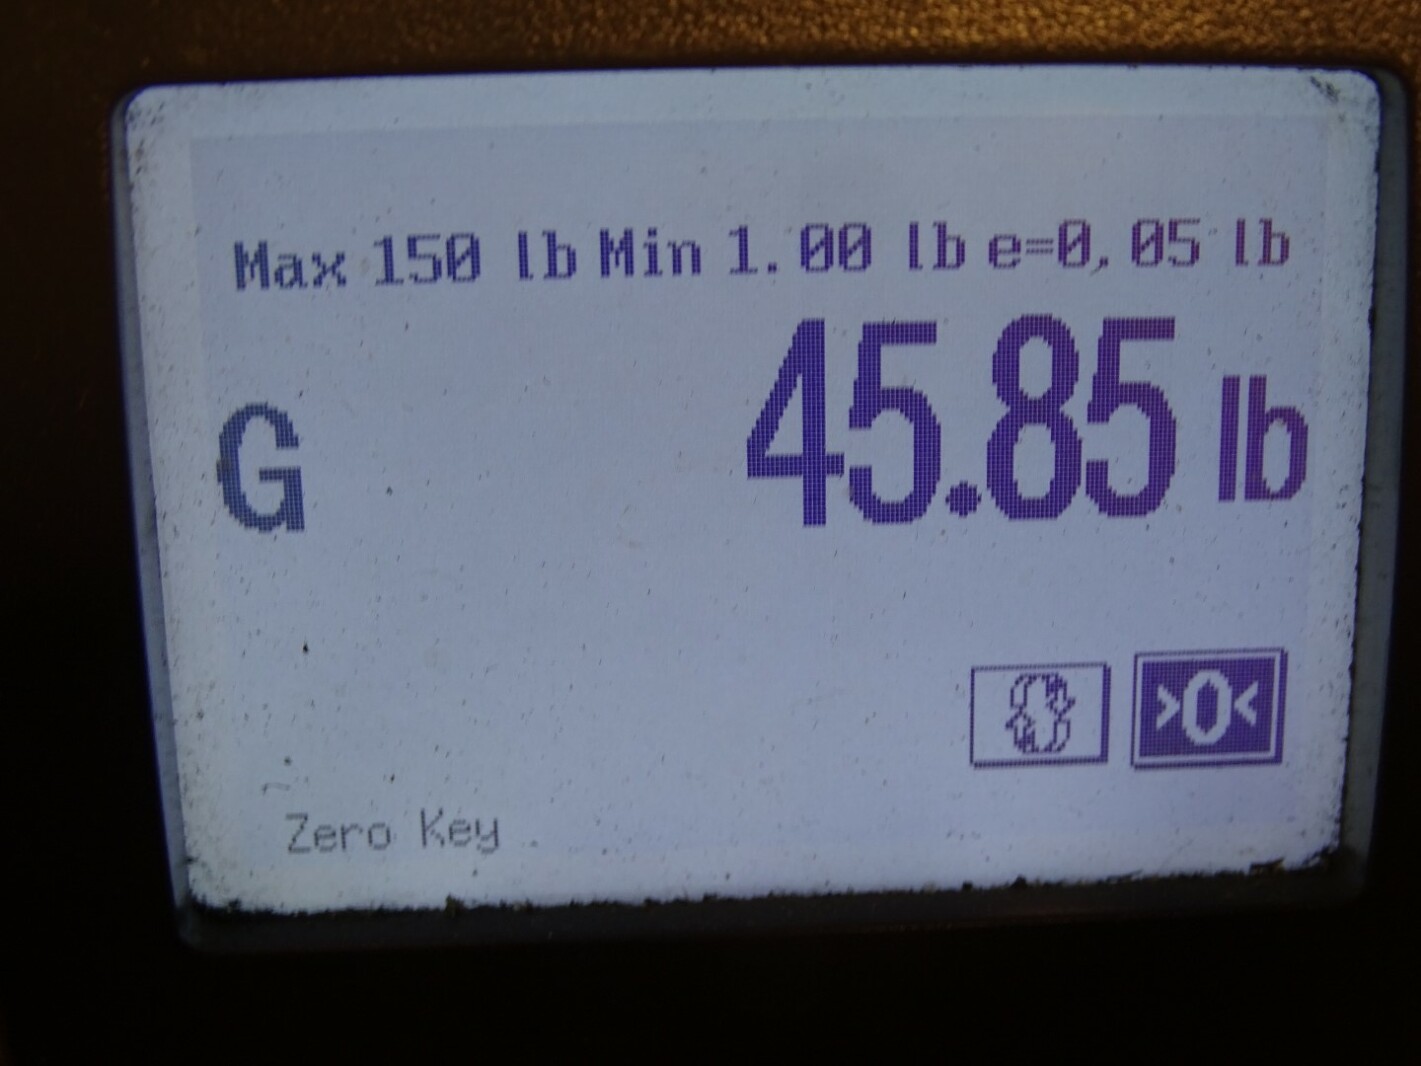 Max 150 lb Min 1.00 lb e=0,05 lb
G 45.85 lb
>0<
Zero Key